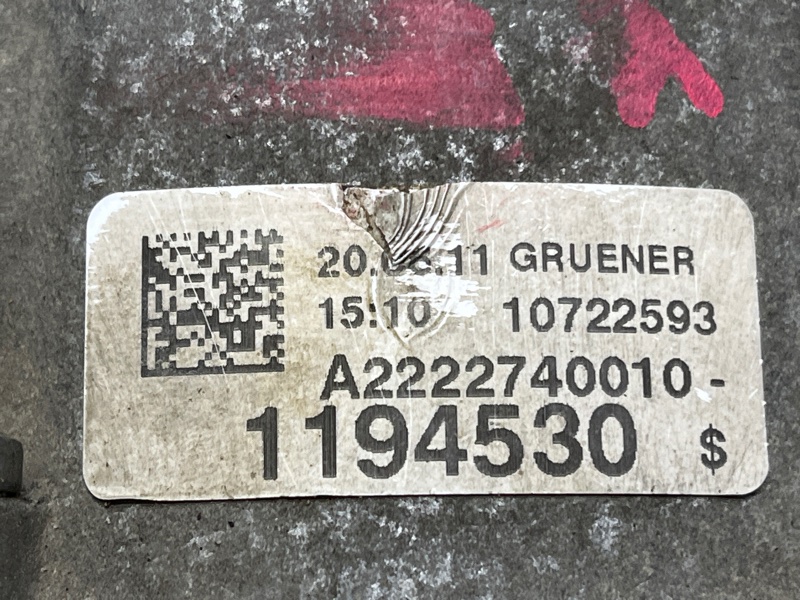 GRUENER
15:10 10722593
A2222740010 -
1194530 $